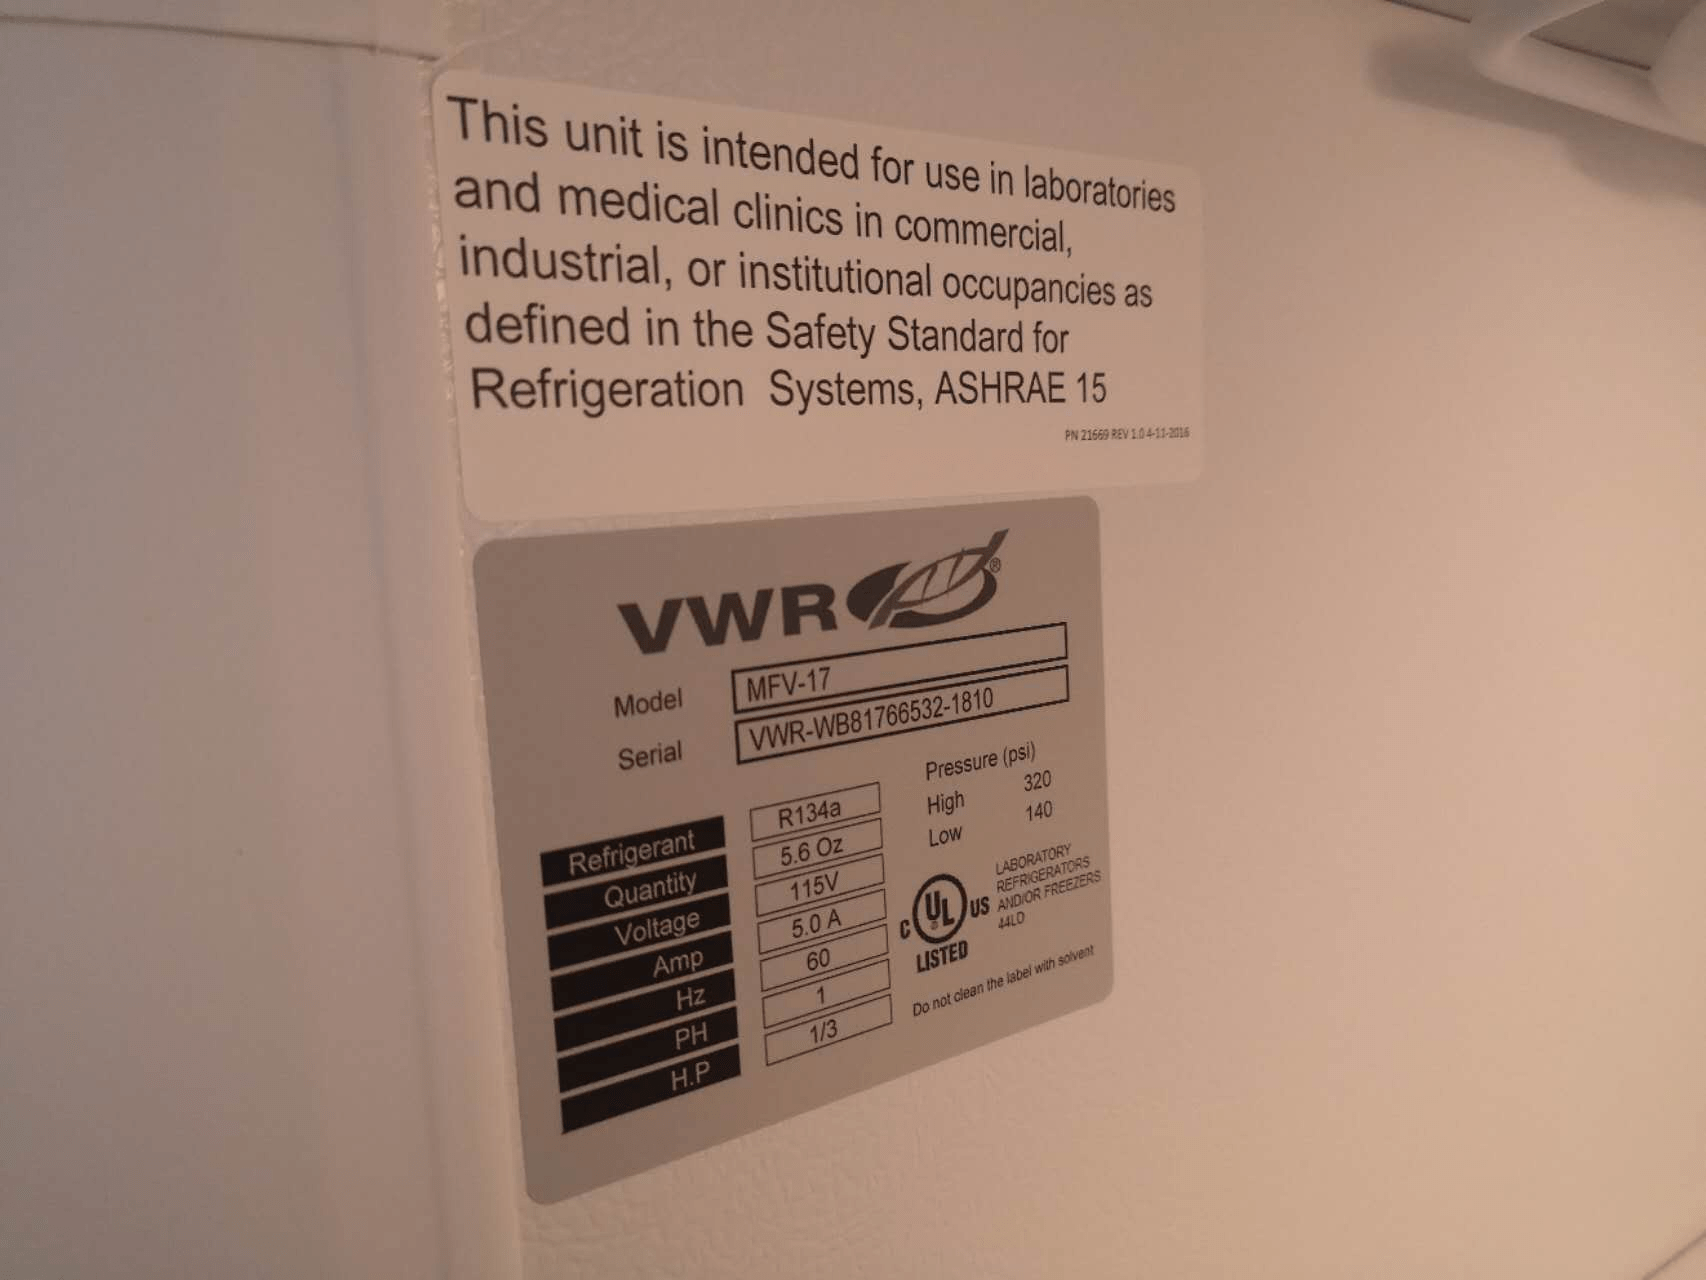 This unit is intended for use in laboratories
and medical clinics in commercial,
industrial, or institutional occupancies as
defined in the Safety Standard for
Refrigeration Systems, ASHRAE 15
PN 21669 REV 1.0 4-11-2016
VWR®
Model MFV-17
Serial VWR-WB81766532-1810
Refrigerant R134a
Quantity 5.6 Oz
Voltage 115V
Amp 5.0 A
Hz 60
PH 1
H.P 1/3
Pressure (psi)
High 320
Low 140
C UL® US
LISTED
LABORATORY
REFRIGERATORS
AND/OR FREEZERS
44LD
Do not clean the label with solvent